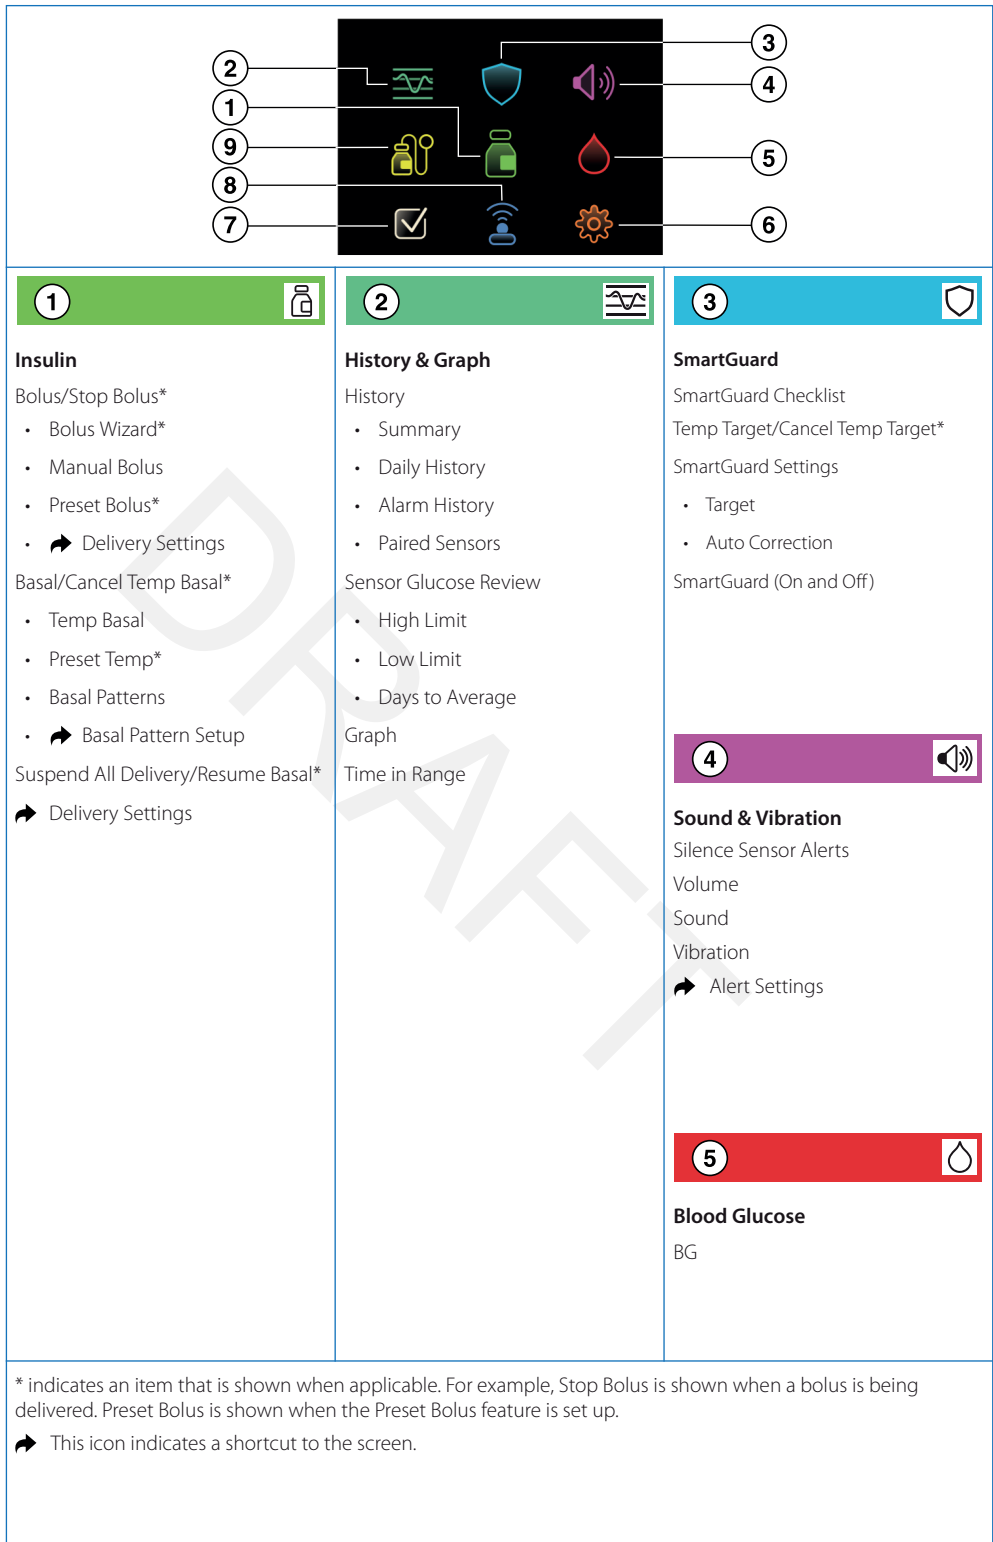 2
1
9
8
7
3
4
5
6
1
Insulin
Bolus/Stop Bolus*
• Bolus Wizard*
• Manual Bolus
• Preset Bolus*
• Delivery Settings
Basal/Cancel Temp Basal*
• Temp Basal
• Preset Temp*
• Basal Patterns
• Basal Pattern Setup
Suspend All Delivery/Resume Basal*
Delivery Settings
2
History & Graph
History
• Summary
• Daily History
• Alarm History
• Paired Sensors
Sensor Glucose Review
• High Limit
• Low Limit
• Days to Average
Graph
Time in Range
3
SmartGuard
SmartGuard Checklist
Temp Target/Cancel Temp Target*
SmartGuard Settings
• Target
• Auto Correction
SmartGuard (On and Off)
4
Sound & Vibration
Silence Sensor Alerts
Volume
Sound
Vibration
Alert Settings
5
Blood Glucose
BG
* indicates an item that is shown when applicable. For example, Stop Bolus is shown when a bolus is being
delivered. Preset Bolus is shown when the Preset Bolus feature is set up.
This icon indicates a shortcut to the screen.
DRAFT